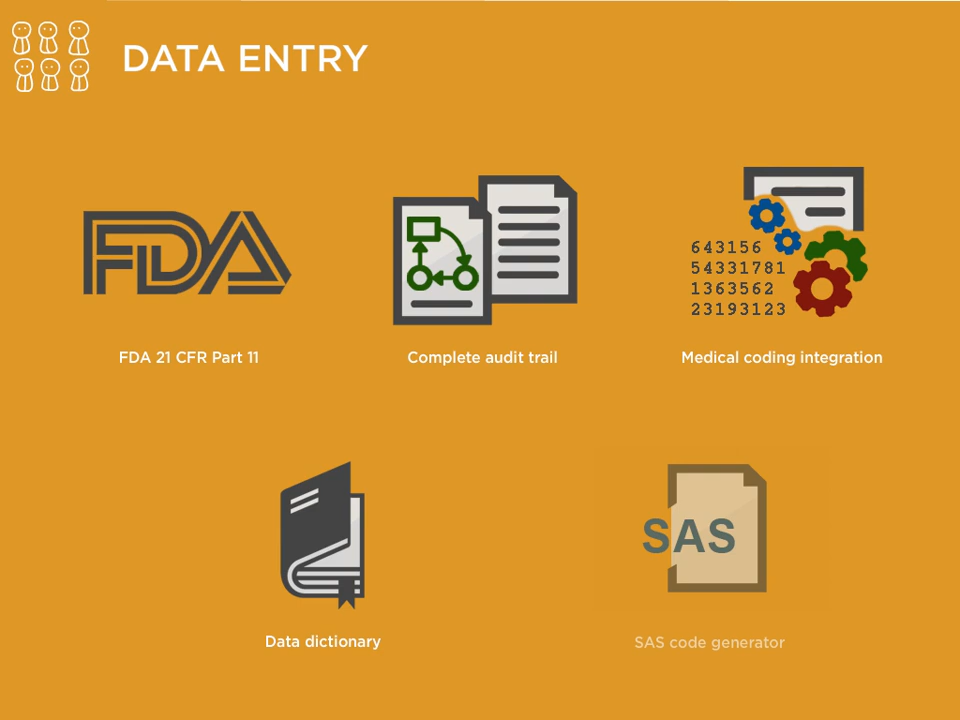 DATA ENTRY
FDA
643156
54331781
1363562
23193123
FDA 21 CFR Part 11
Complete audit trail
Medical coding integration
SAS
Data dictionary
SAS code generator